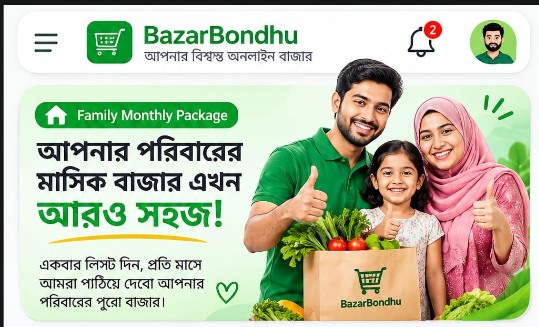 BazarBondhu
আপনার বিশ্বস্ত অনলাইন বাজার
2
Family Monthly Package
আপনার পরিবারের
মাসিক বাজার এখন
আরও সহজ!
একবার লিস্ট দিন, প্রতি মাসে
আমরা পাঠিয়ে দেবো আপনার
পরিবারের পুরো বাজার।
BazarBondhu